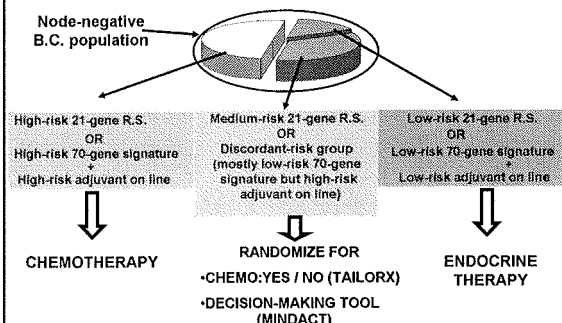 Node-negative
B.C. population
High-risk 21-gene R.S.
OR
High-risk 70-gene signature
+
High-risk adjuvant on line
CHEMOTHERAPY
Medium-risk 21-gene R.S.
OR
Discordant-risk group
(mostly low-risk 70-gene
signature but high-risk
adjuvant on line)
RANDOMIZE FOR
•CHEMO:YES / NO (TAILORX)
•DECISION-MAKING TOOL
(MINDACT)
Low-risk 21-gene R.S.
OR
Low-risk 70-gene signature
+
Low-risk adjuvant on line
ENDOCRINE
THERAPY